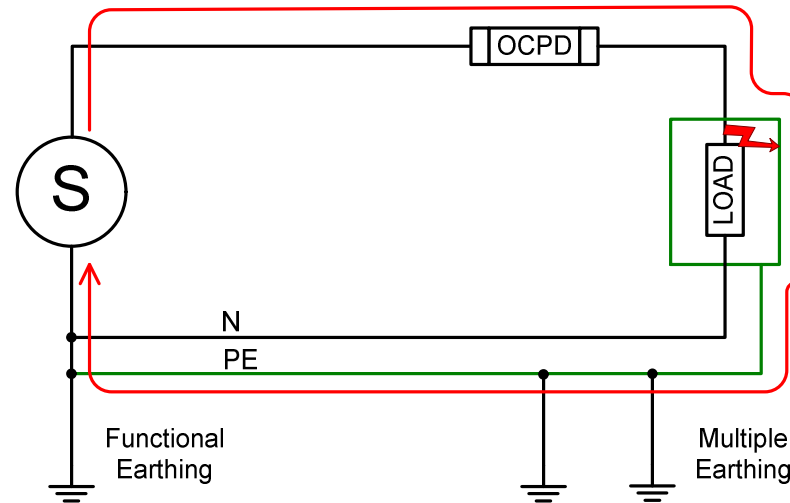 OCPD
S
LOAD
N
PE
Functional
Earthing
Multiple
Earthing